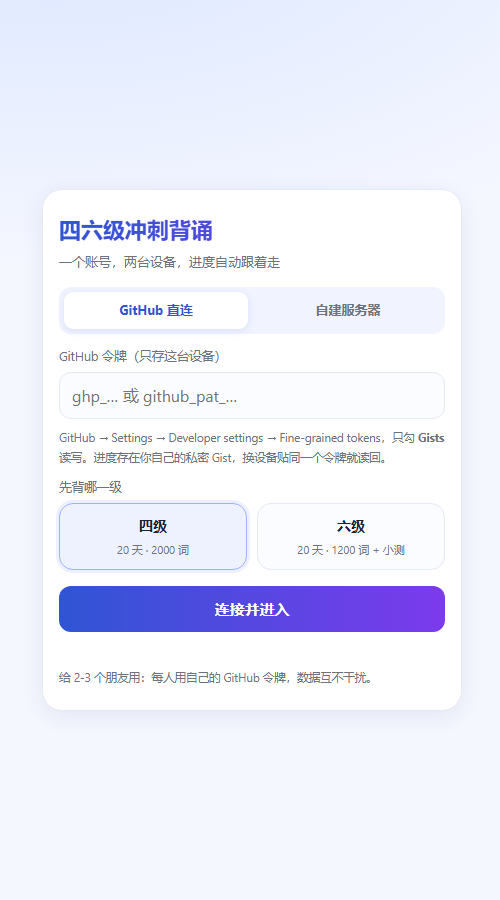 四六级冲刺背诵
一个账号，两台设备，进度自动跟着走
GitHub 直连
自建服务器
GitHub 令牌（只存这台设备）
ghp_... 或 github_pat_...
GitHub → Settings → Developer settings → Fine-grained tokens，只勾 Gists
读写。进度存在你自己的私密 Gist，换设备贴同一个令牌就读回。
先背哪一级
四级
20 天 · 2000 词
六级
20 天 · 1200 词 + 小测
连接并进入
给 2-3 个朋友用：每人用自己的 GitHub 令牌，数据互不干扰。